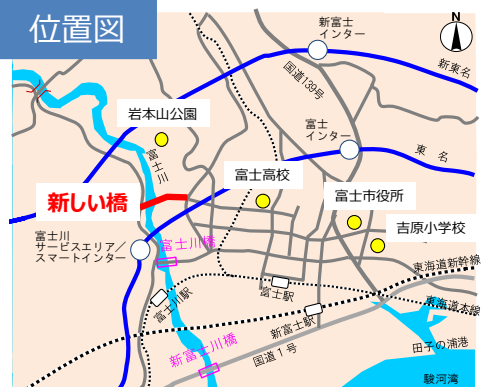 位置図
N
新富士
インター
新東名
国道139号
岩本山公園
富士
インター
東 名
富士川
富士高校
富士市役所
新しい橋
吉原小学校
富士川
サービスエリア／
スマートインター
富士川橋
東海道新幹線
富士川駅
富士駅
東海道本線
新富士駅
新富士川橋
国道１号
田子の浦港
駿河湾